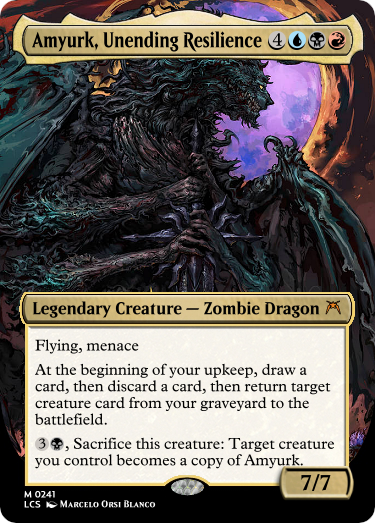 Amyurk, Unending Resilience 4
Legendary Creature — Zombie Dragon
Flying, menace
At the beginning of your upkeep, draw a
card, then discard a card, then return target
creature card from your graveyard to the
battlefield.
3, Sacrifice this creature: Target creature
you control becomes a copy of Amyurk.
7/7
M 0241
LCS Marcelo Orsi Blanco